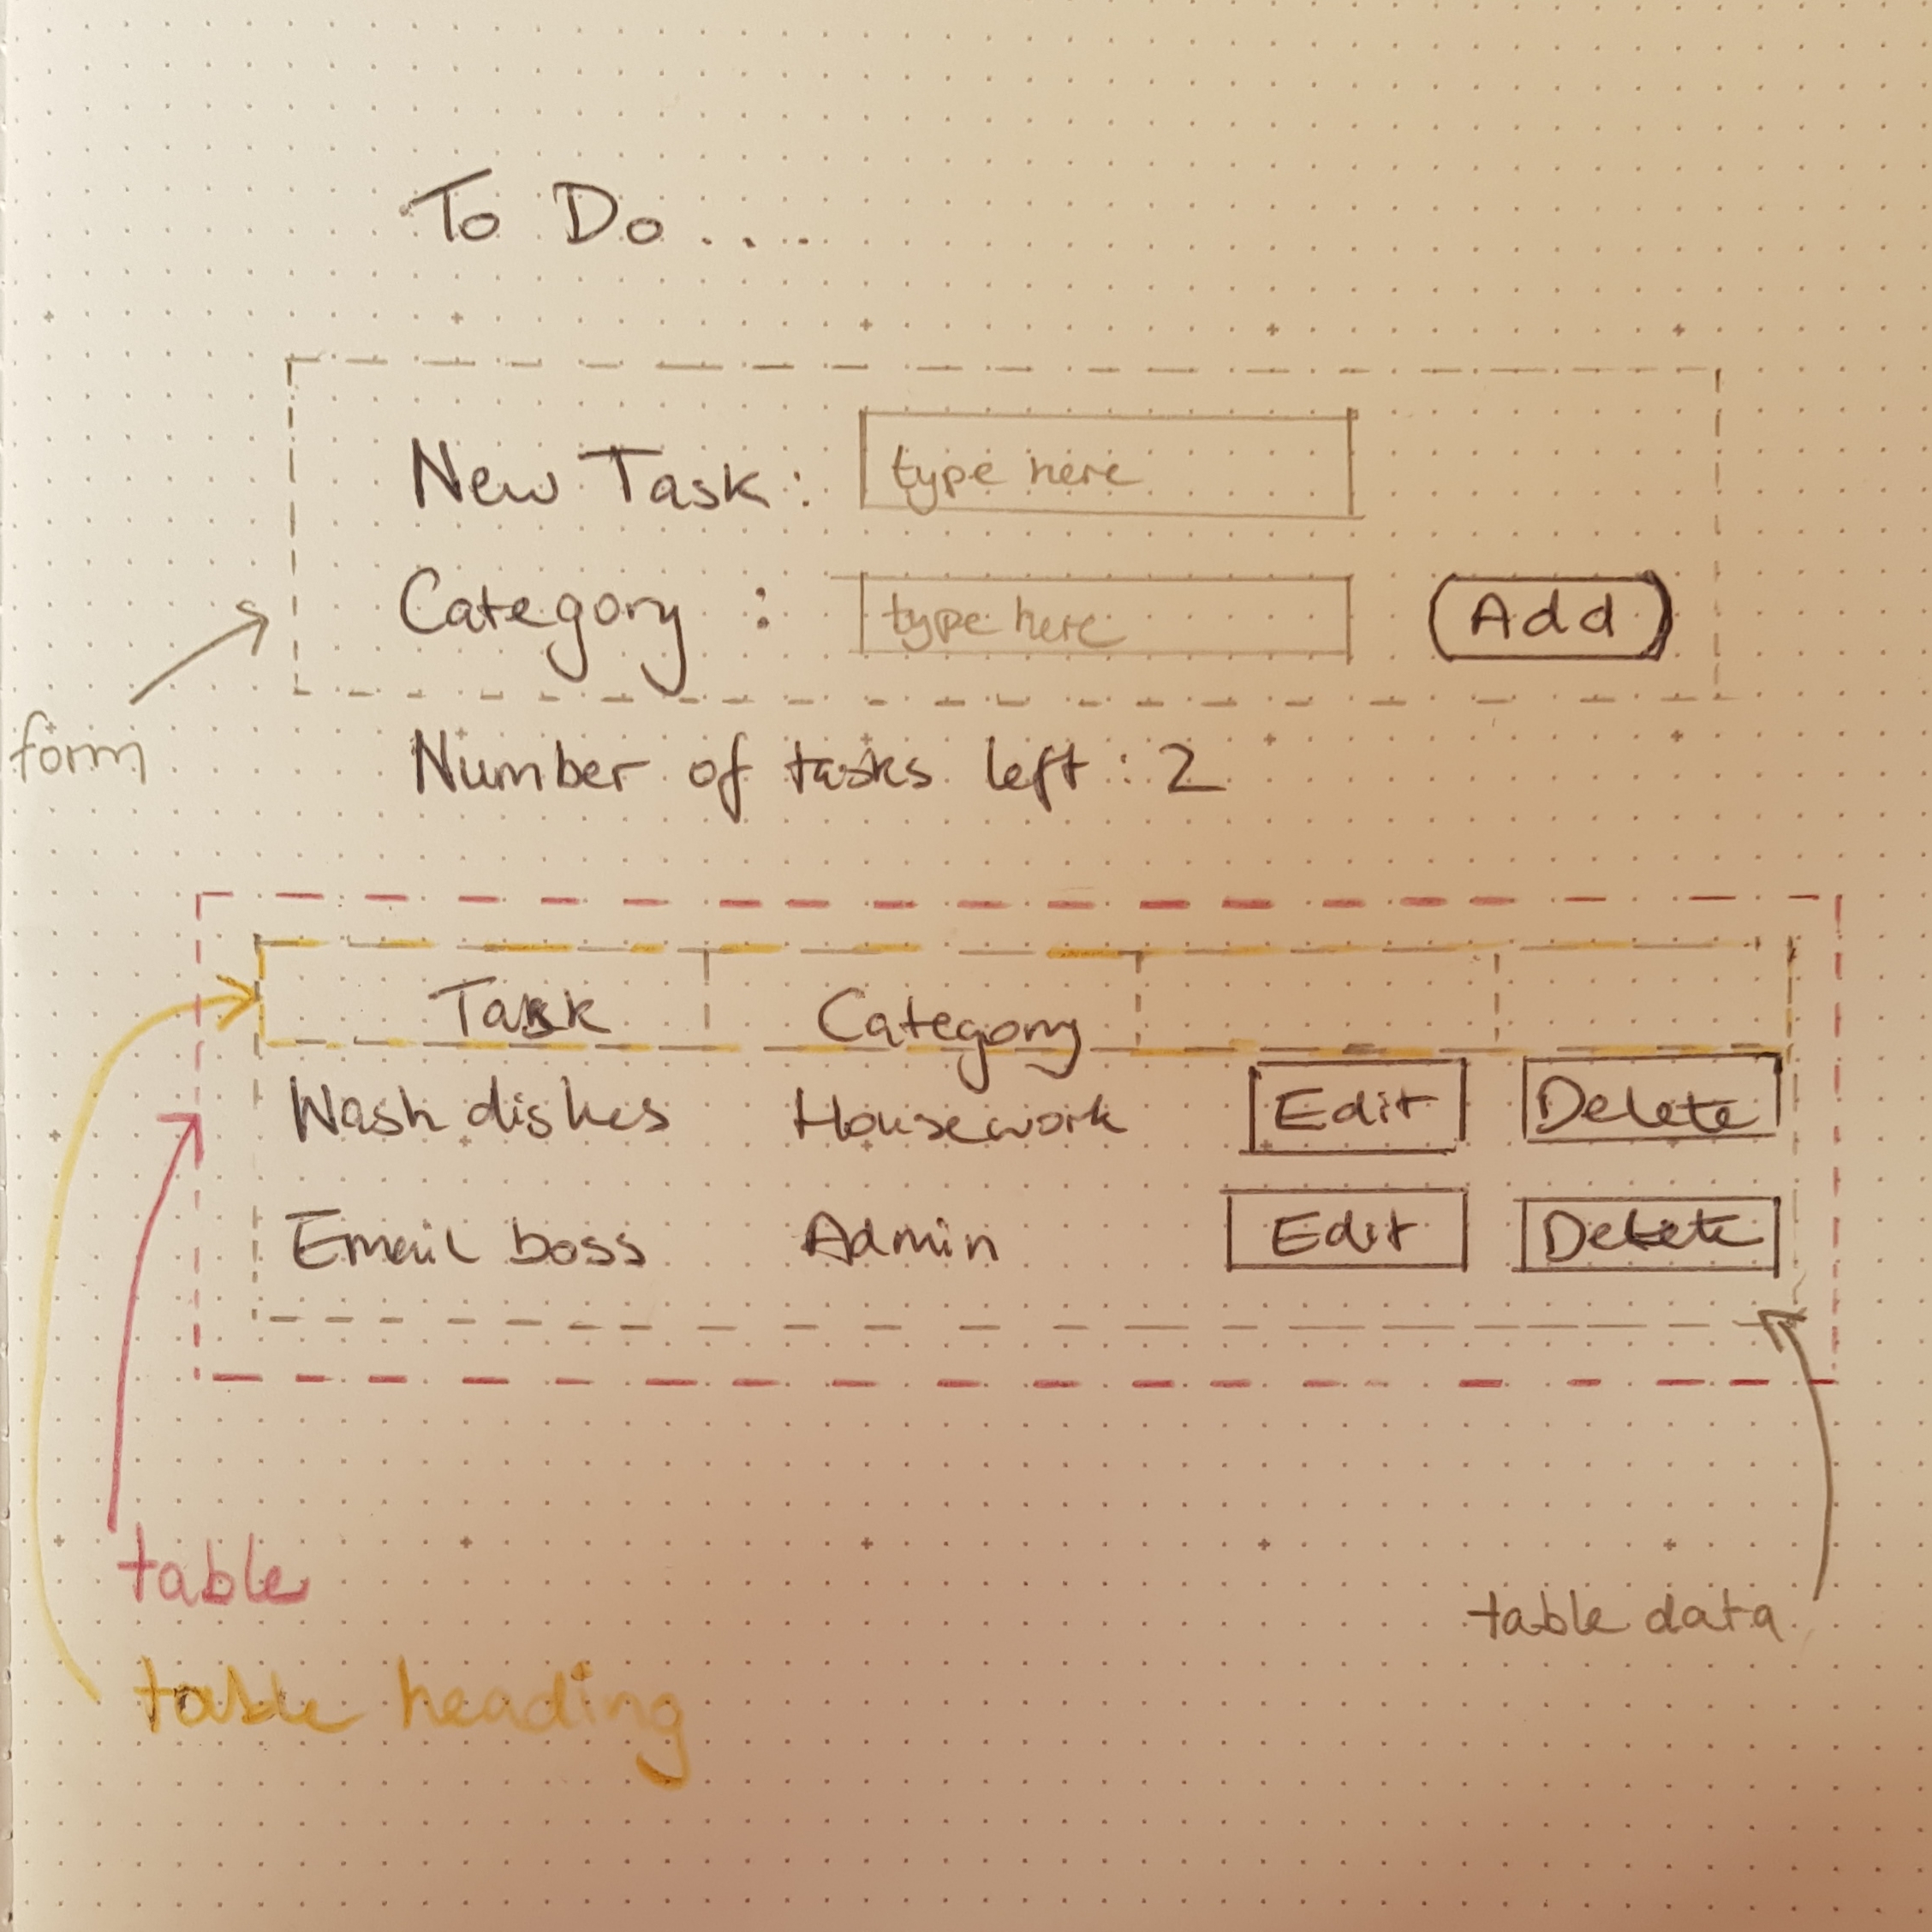 To Do....
New Task: type here
Category : type here Add
form
Number of tasks left : 2
Task Category
Wash dishes Housework Edit Delete
Email boss Admin Edit Delete
table
table data
table heading